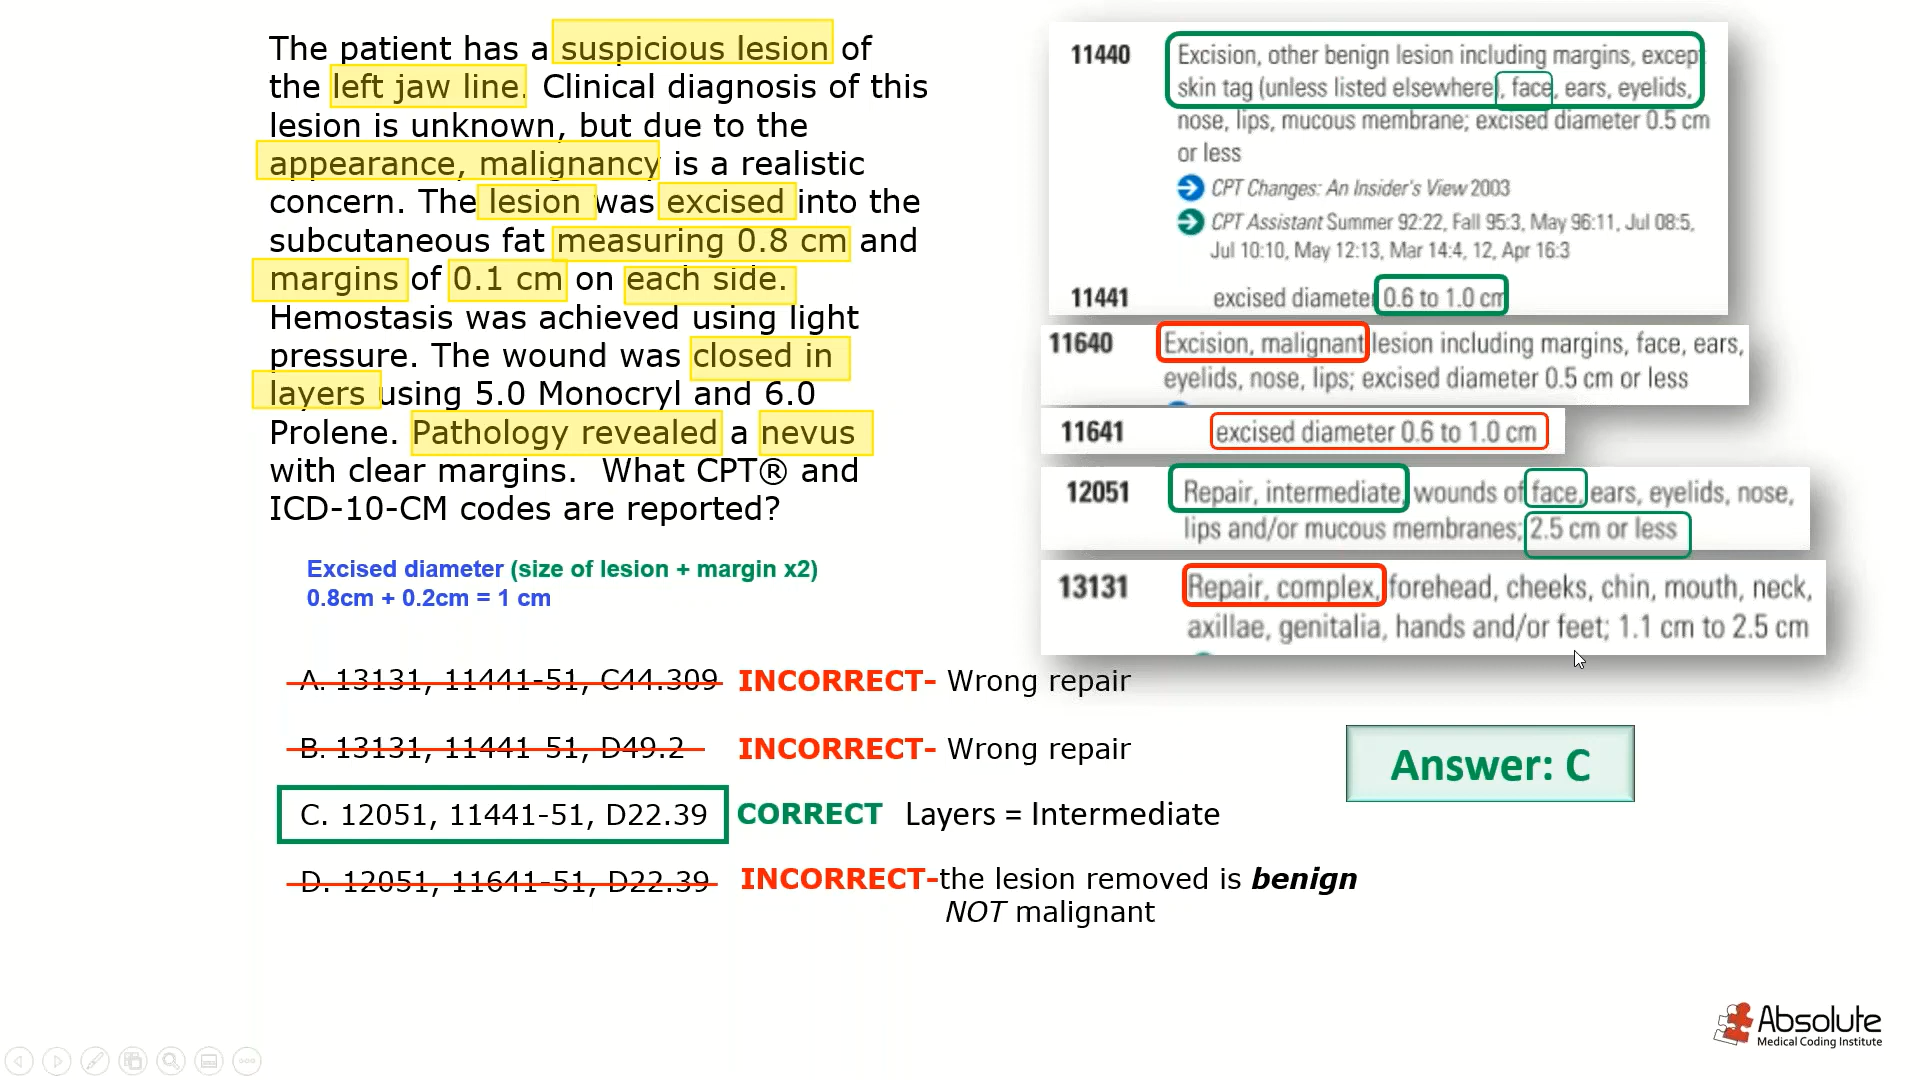 The patient has a suspicious lesion of
the left jaw line. Clinical diagnosis of this
lesion is unknown, but due to the
appearance, malignancy is a realistic
concern. The lesion was excised into the
subcutaneous fat measuring 0.8 cm and
margins of 0.1 cm on each side.
Hemostasis was achieved using light
pressure. The wound was closed in
layers using 5.0 Monocryl and 6.0
Prolene. Pathology revealed a nevus
with clear margins. What CPT® and
ICD-10-CM codes are reported?
Excised diameter (size of lesion + margin x2)
0.8cm + 0.2cm = 1 cm
A. 13131, 11441-51, C44.309 INCORRECT- Wrong repair
B. 13131, 11441-51, D49.2 INCORRECT- Wrong repair
C. 12051, 11441-51, D22.39 CORRECT Layers = Intermediate
D. 12051, 11641-51, D22.39 INCORRECT-the lesion removed is benign
NOT malignant
11440 Excision, other benign lesion including margins, except
skin tag (unless listed elsewhere), face, ears, eyelids,
nose, lips, mucous membrane; excised diameter 0.5 cm
or less
CPT Changes: An Insider's View 2003
CPT Assistant Summer 92:22, Fall 95:3, May 96:11, Jul 08:5,
Jul 10:10, May 12:13, Mar 14:4, 12, Apr 16:3
11441 excised diameter 0.6 to 1.0 cm
11640 Excision, malignant lesion including margins, face, ears,
eyelids, nose, lips; excised diameter 0.5 cm or less
11641 excised diameter 0.6 to 1.0 cm
12051 Repair, intermediate, wounds of face, ears, eyelids, nose,
lips and/or mucous membranes; 2.5 cm or less
13131 Repair, complex, forehead, cheeks, chin, mouth, neck,
axillae, genitalia, hands and/or feet; 1.1 cm to 2.5 cm
Answer: C
Absolute
Medical Coding Institute